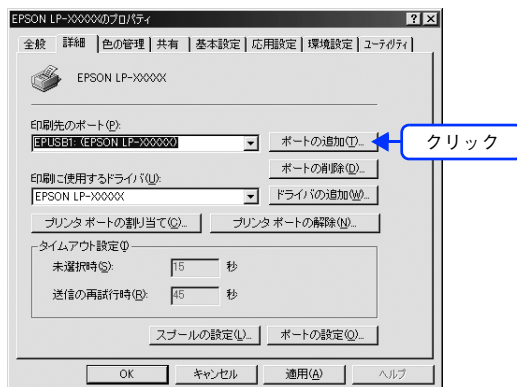 EPSON LP-XXXXXのプロパティ
全般 詳細 色の管理 共有 基本設定 応用設定 環境設定 ユーティリティ
EPSON LP-XXXXX
印刷先のポート(P):
EPUSB1: (EPSON LP-XXXXX) ポートの追加(T)... クリック
ポートの削除(D)...
印刷に使用するドライバ(U):
EPSON LP-XXXXX ドライバの追加(W)...
プリンタ ポートの割り当て(C)... プリンタ ポートの解除(N)...
タイムアウト設定(I)
未選択時(S): 15 秒
送信の再試行時(R): 45 秒
スプールの設定(L)... ポートの設定(O)...
OK キャンセル 適用(A) ヘルプ